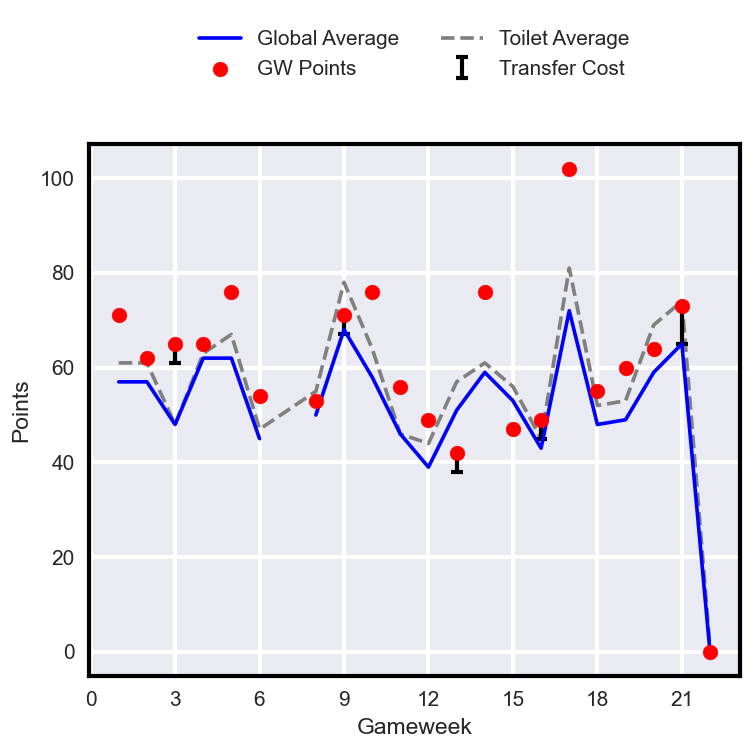 Global Average
Toilet Average
GW Points
Transfer Cost
100
80
60
40
20
0
Points
0 3 6 9 12 15 18 21
Gameweek